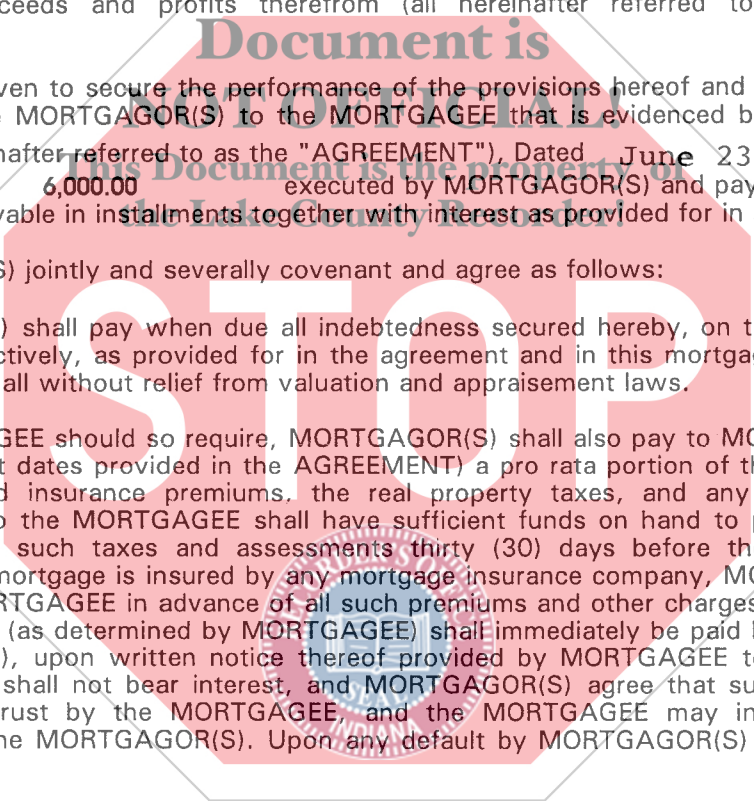 ceeds and profits therefrom (all hereinafter referred to
Document is
ven to secure the performance of the provisions hereof and
NOT OFFICIAL!
MORTGAGOR(S) to the MORTGAGEE that is evidenced b
nafter referred to as the "AGREEMENT"), Dated June 23
This Document is the property of
6,000.00 executed by MORTGAGOR(S) and pay
yable in installments together with interest as provided for in
the Lake County Recorder!
S) jointly and severally covenant and agree as follows:
STOP
) shall pay when due all indebtedness secured hereby, on t
ctively, as provided for in the agreement and in this mortga
all without relief from valuation and appraisement laws.
GEE should so require, MORTGAGOR(S) shall also pay to MO
t dates provided in the AGREEMENT) a pro rata portion of th
d insurance premiums, the real property taxes, and any
o the MORTGAGEE shall have sufficient funds on hand to
such taxes and assessments thirty (30) days before th
mortgage is insured by any mortgage insurance company, MO
RTGAGEE in advance of all such premiums and other charges
(as determined by MORTGAGEE) shall immediately be paid
), upon written notice thereof provided by MORTGAGEE t
shall not bear interest, and MORTGAGOR(S) agree that su
rust by the MORTGAGEE, and the MORTGAGEE may in
ne MORTGAGOR(S). Upon any default by MORTGAGOR(S)
SEAL
INDIANA